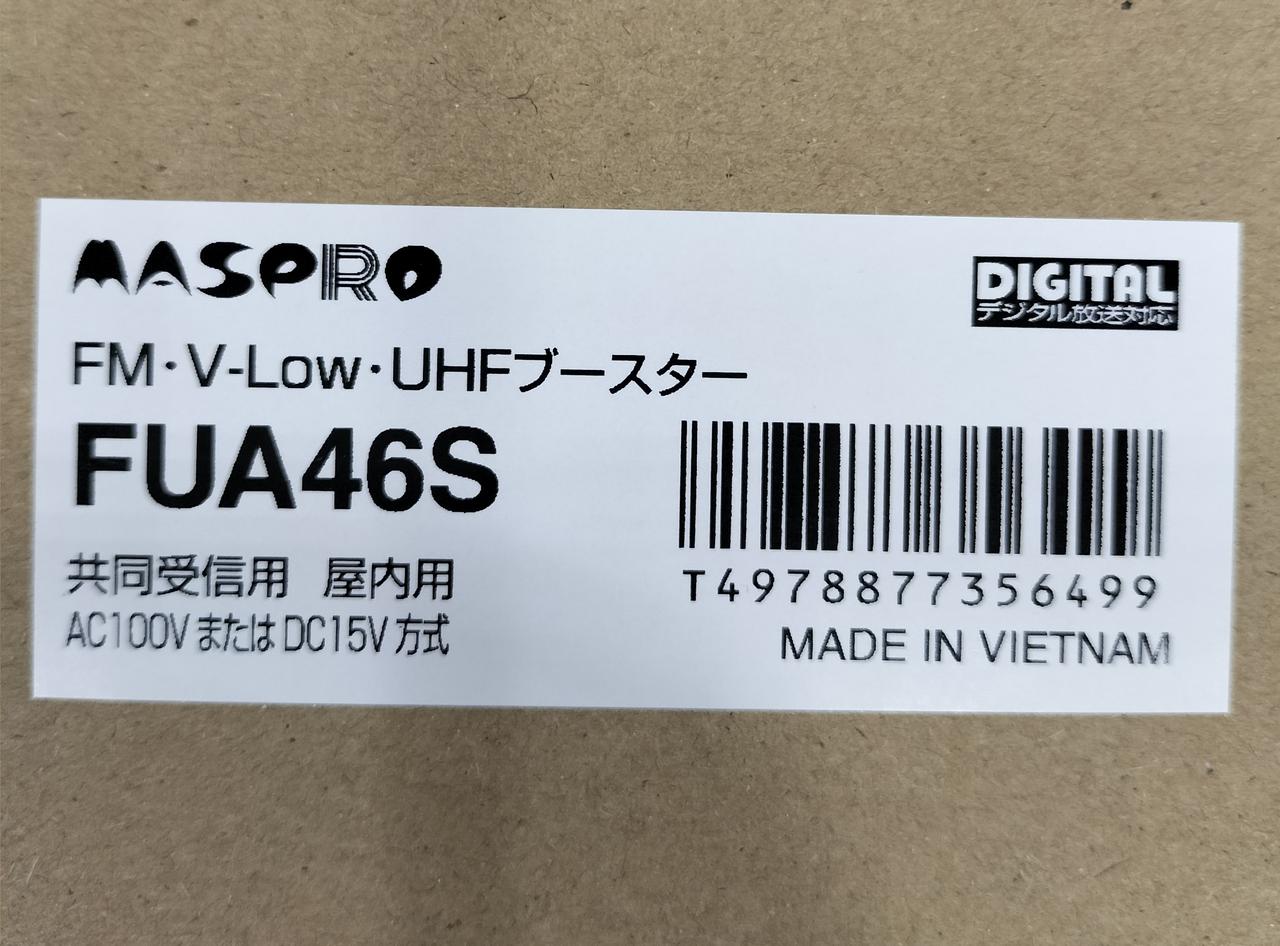 MASPRO
DIGITAL
デジタル放送対応
FM・V-Low・UHFブースター
FUA46S
共同受信用 屋内用
AC100VまたはDC15V方式
T4978877356499
MADE IN VIETNAM